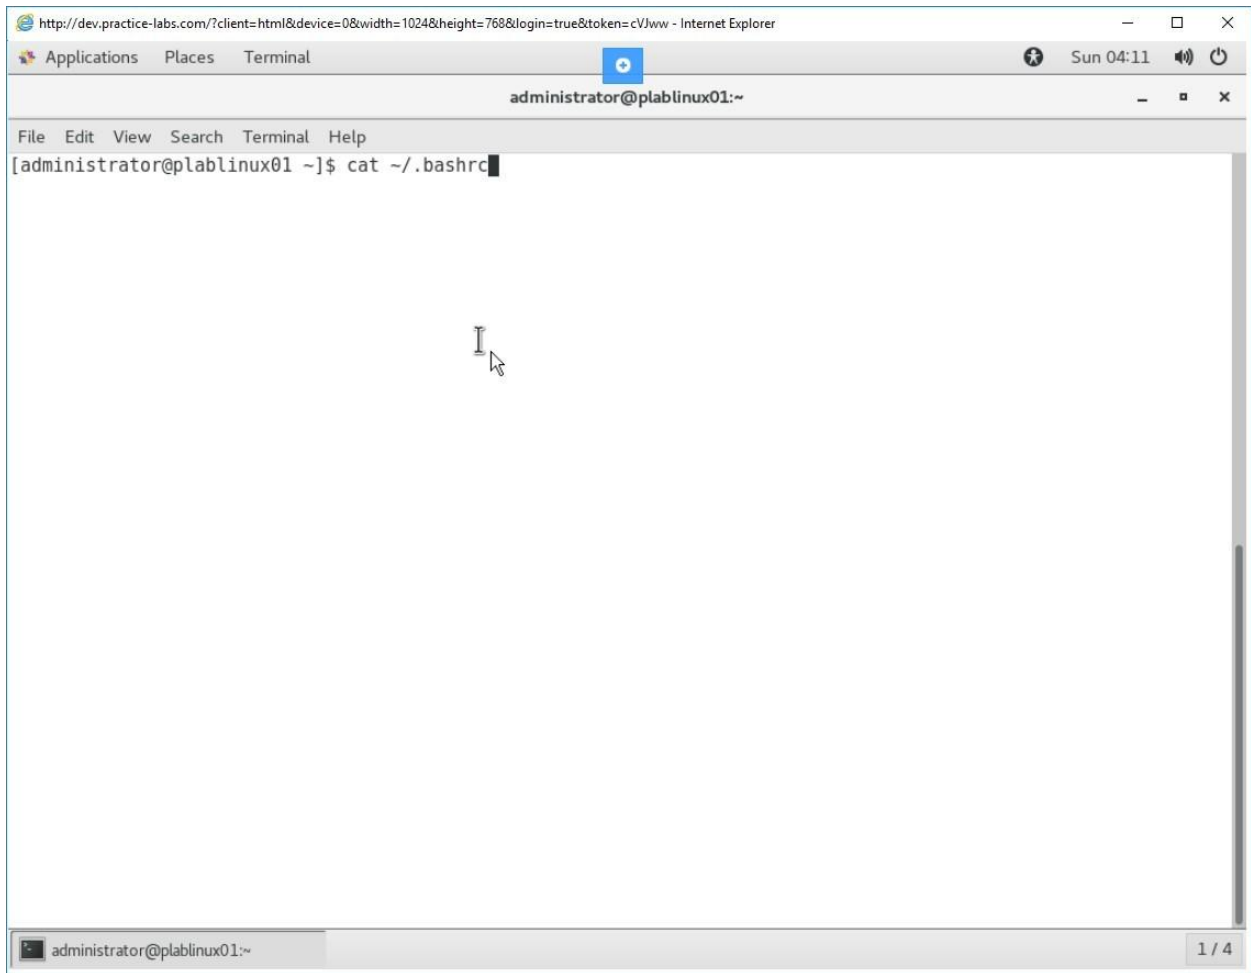 http://dev.practice-labs.com/?client=html&device=0&width=1024&height=768&login=true&token=cVJww - Internet Explorer
Applications Places Terminal Sun 04:11
administrator@plablinux01:~
File Edit View Search Terminal Help
[administrator@plablinux01 ~]$ cat ~/.bashrc
administrator@plablinux01:~ 1 / 4